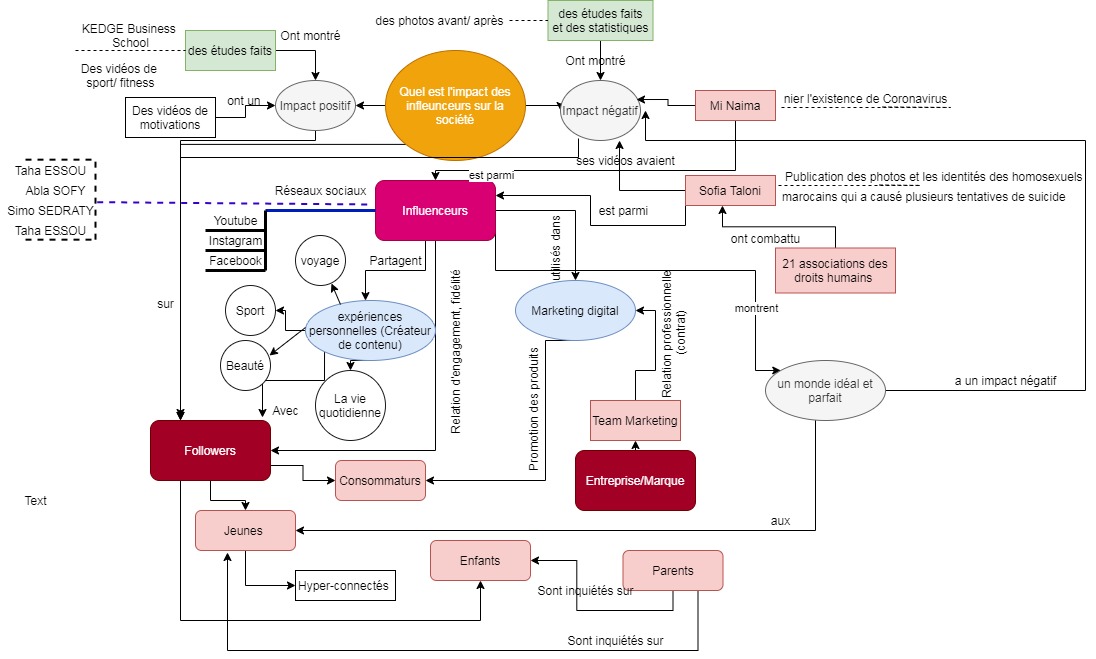 des photos avant/ après
des études faits
et des statistiques
KEDGE Business
School
des études faits
Ont montré
Ont montré
Des vidéos de
sport/ fitness
Des vidéos de
motivations
ont un
Impact positif
Quel est l'impact des
infleunceurs sur la
société
Impact négatif
Mi Naima
nier l'existence de Coronavirus
ses vidéos avaient
est parmi
Taha ESSOU
Abla SOFY
Simo SEDRATY
Taha ESSOU
Réseaux sociaux
Influenceurs
Sofia Taloni
Publication des photos et les identités des homosexuels
marocains qui a causé plusieurs tentatives de suicide
est parmi
ont combattu
21 associations des
droits humains
Youtube
Instagram
Facebook
voyage
Partagent
Sport
expériences
personnelles (Créateur
de contenu)
Beauté
La vie
quotidienne
Avec
Relation d'engagement, fidélité
utilisés dans
Marketing digital
Promotion des produits
Relation professionnelle
(contrat)
montrent
un monde idéal et
parfait
a un impact négatif
sur
Followers
Consommaturs
Team Marketing
Entreprise/Marque
Text
Jeunes
aux
Hyper-connectés
Enfants
Parents
Sont inquiétés sur
Sont inquiétés sur